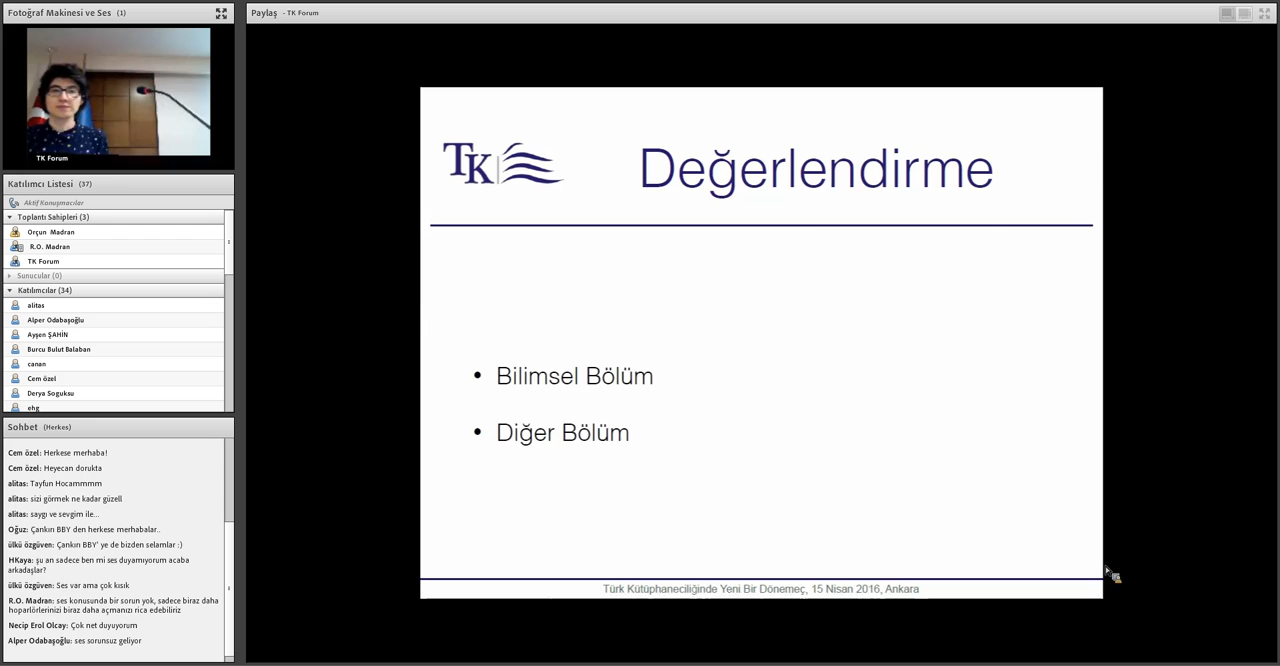 Fotoğraf Makinesi ve Ses (1)
TK Forum
Katılımcı Listesi (37)
Aktif Konuşmacılar
Toplantı Sahipleri (3)
Orçun Madran
R.O. Madran
TK Forum
Sunucular (0)
Katılımcılar (34)
alitas
Alper Odabaşoğlu
Ayşen ŞAHİN
Burcu Bulut Balaban
canan
Cem özel
Derya Soguksu
ehg
Sohbet (Herkes)
Cem özel: Herkese merhaba!
Cem özel: Heyecan dorukta
alitas: Tayfun Hocammmm
alitas: sizi görmek ne kadar güzell
alitas: saygı ve sevgim ile...
Oğuz: Çankırı BBY den herkese merhabalar..
ülkü özgüven: Çankırı BBY' ye de bizden selamlar :)
HKaya: şu an sadece ben mi ses duyamıyorum acaba
arkadaşlar?
ülkü özgüven: Ses var ama çok kısık
R.O. Madran: ses konusunda bir sorun yok, sadece biraz daha
hoparlörlerinizi biraz daha açmanızı rica edebiliriz
Necip Erol Olcay: Çok net duyuyorum
Alper Odabaşoğlu: ses sorunsuz geliyor
Paylaş - TK Forum
TK
Değerlendirme
• Bilimsel Bölüm
• Diğer Bölüm
Türk Kütüphaneciliğinde Yeni Bir Dönemeç, 15 Nisan 2016, Ankara